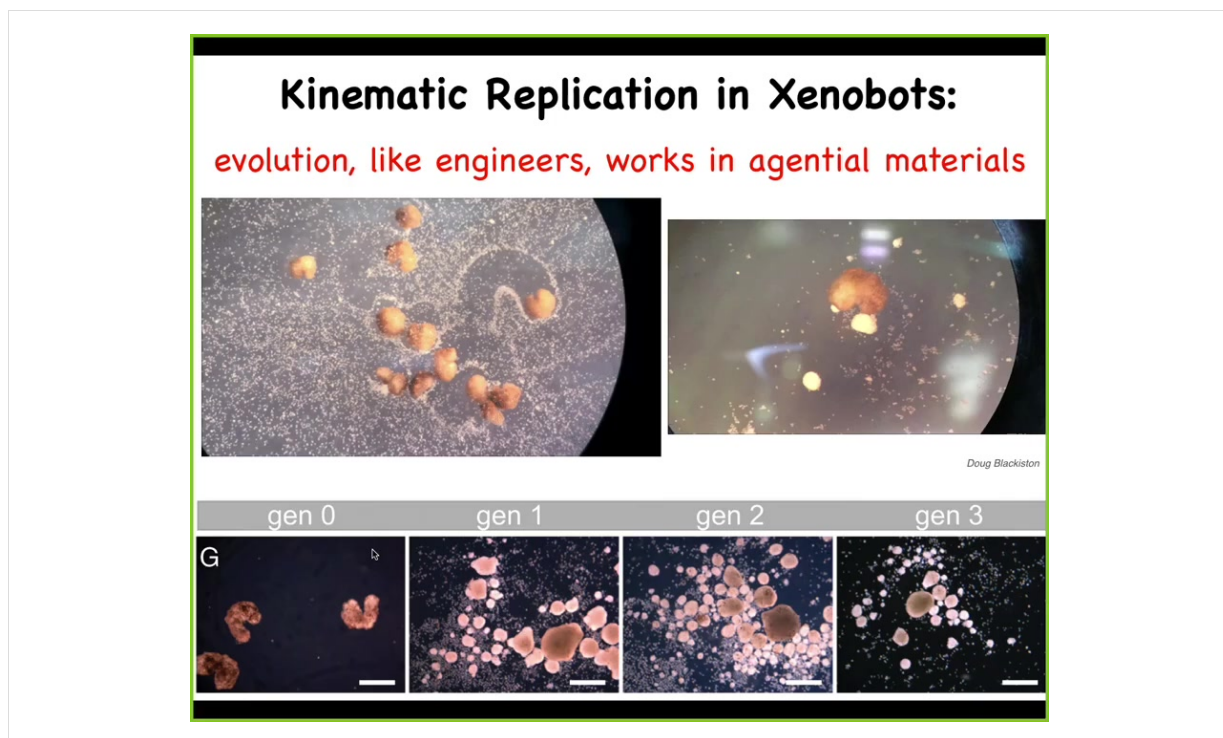 Kinematic Replication in Xenobots:
evolution, like engineers, works in agential materials
Doug Blackiston
gen 0 gen 1 gen 2 gen 3
G